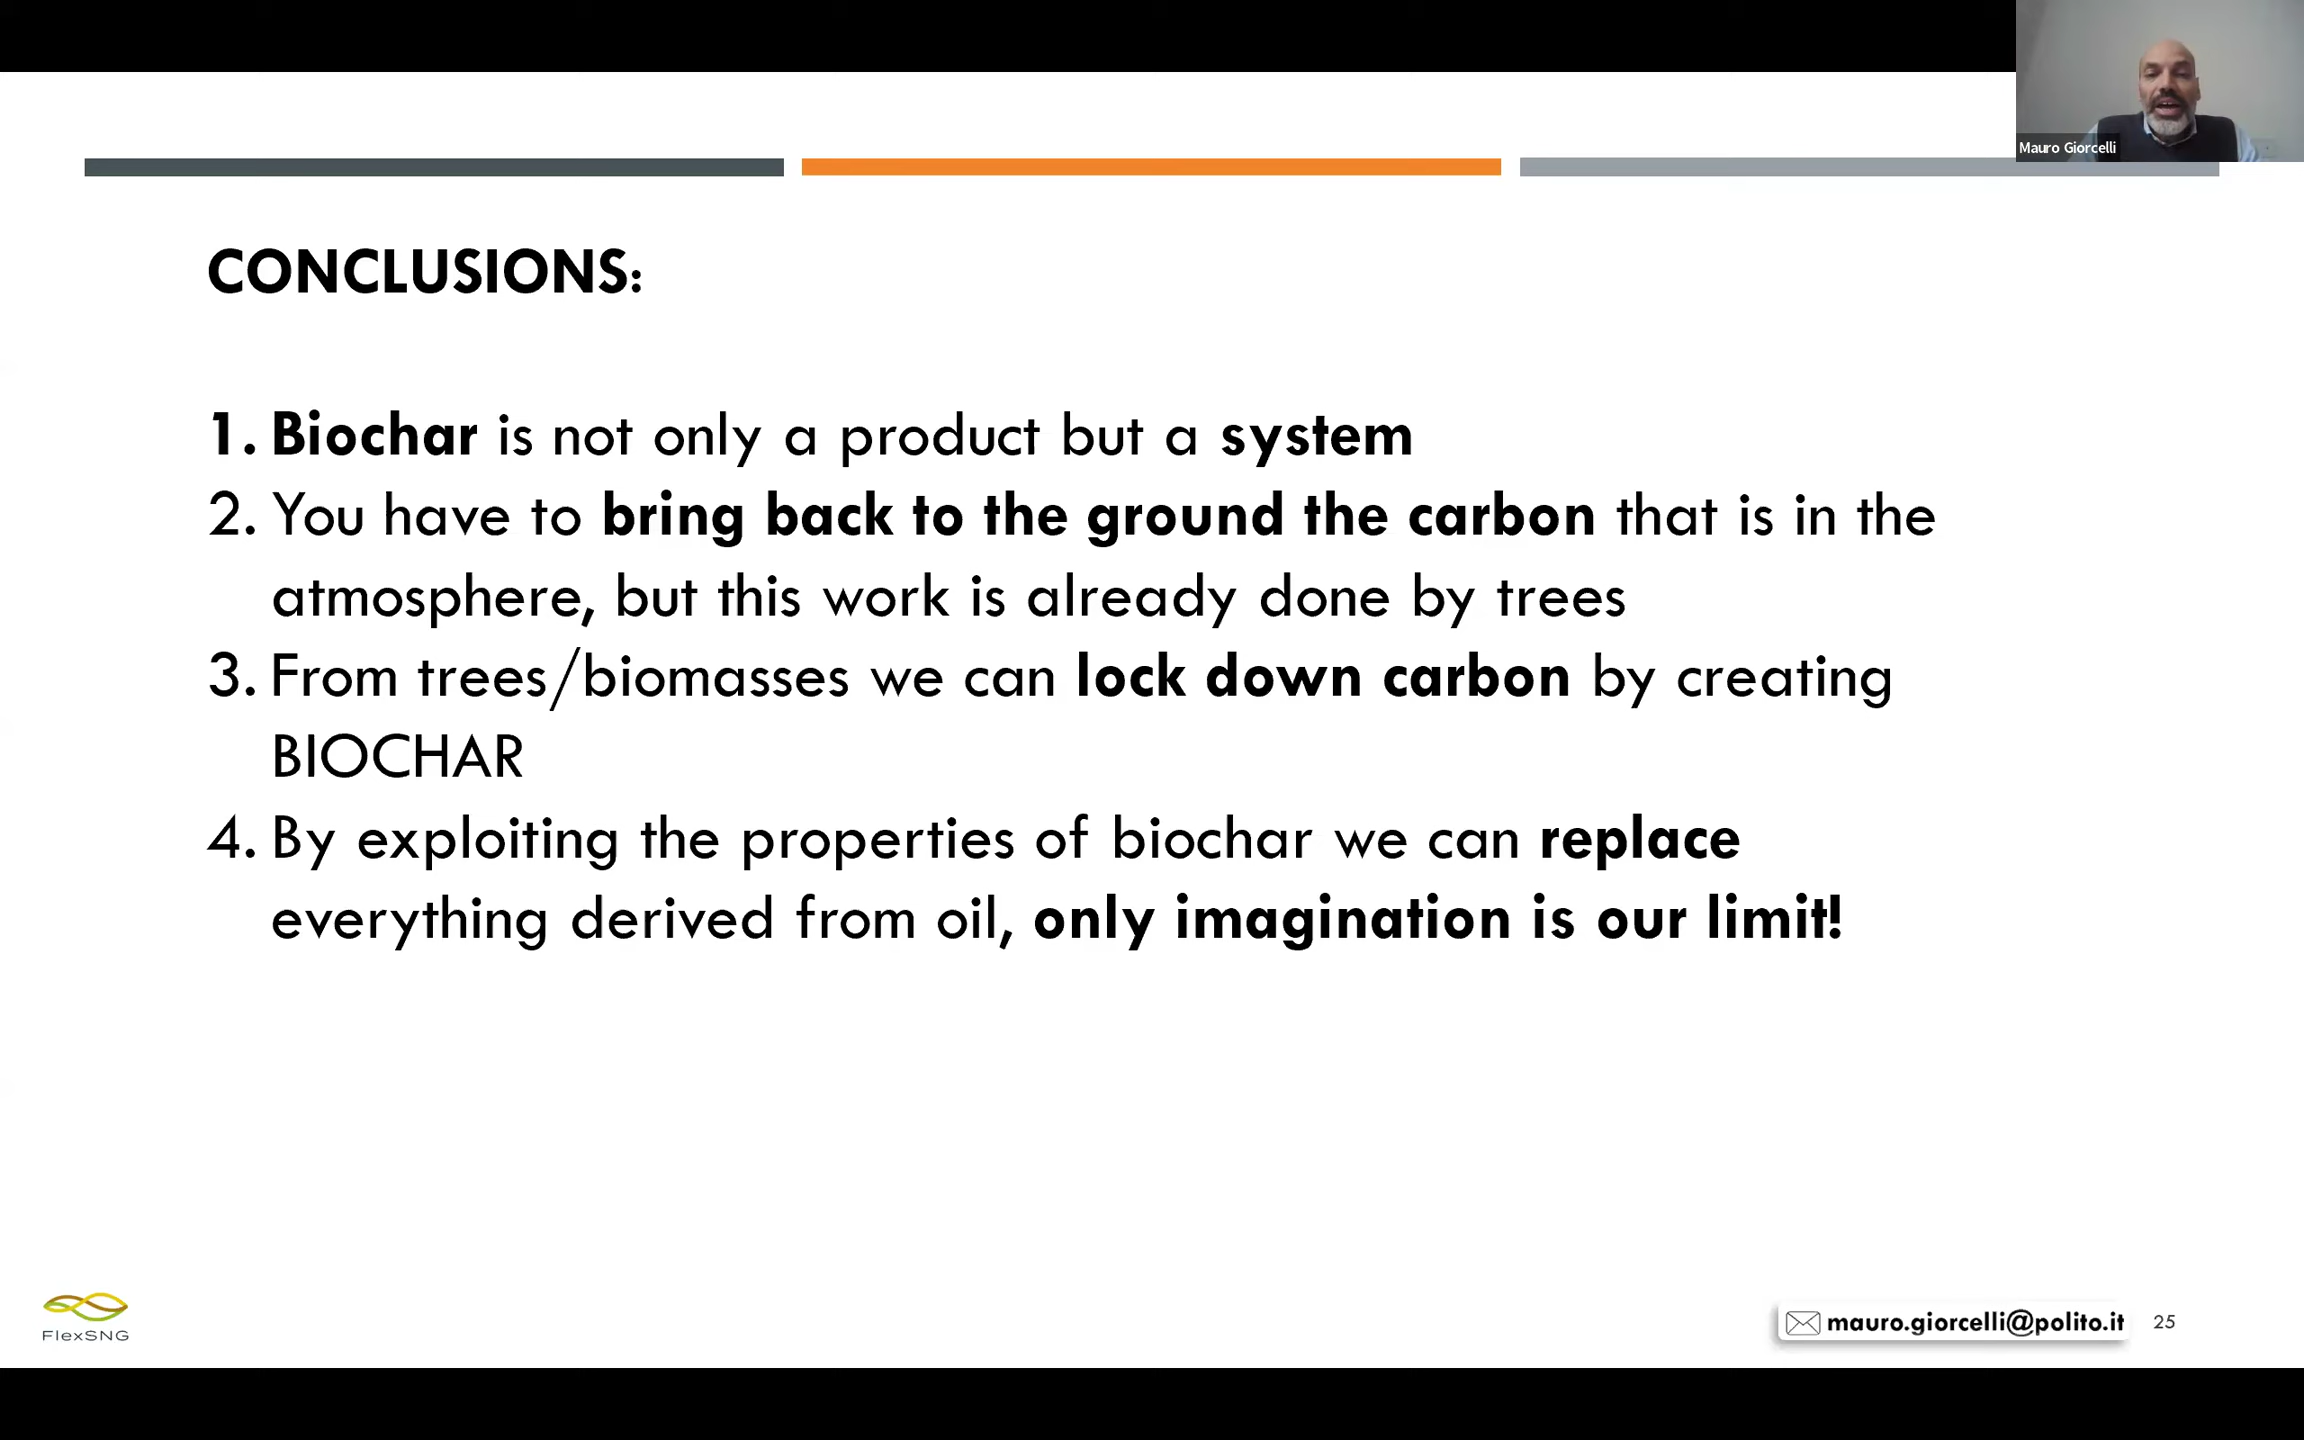 Mauro Giorcelli
CONCLUSIONS:
1. Biochar is not only a product but a system
2. You have to bring back to the ground the carbon that is in the
atmosphere, but this work is already done by trees
3. From trees/biomasses we can lock down carbon by creating
BIOCHAR
4. By exploiting the properties of biochar we can replace
everything derived from oil, only imagination is our limit!
FlexSNG
mauro.giorcelli@polito.it
25